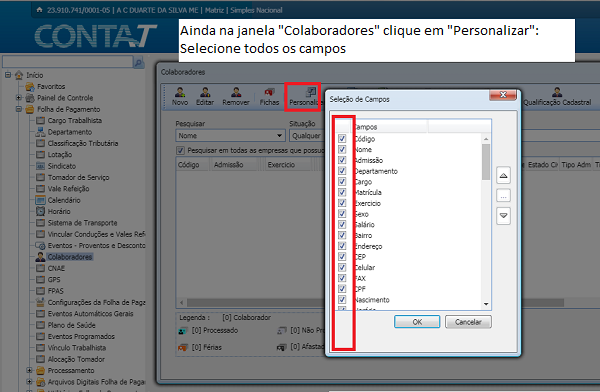 23.910.741/0001-05 | A C DUARTE DA SILVA ME | Matriz | Simples Nacional
CONTA.T
Ainda na janela "Colaboradores" clique em "Personalizar":
Selecione todos os campos
Início
Favoritos
Painel de Controle
Folha de Pagamento
Cargo Trabalhista
Departamento
Classificação Tributária
Lotação
Sindicato
Tomador de Serviço
Vale Refeição
Calendário
Horário
Sistema de Transporte
Vincular Conduções e Vales Refe
Eventos - Proventos e Desconto
Colaboradores
CNAE
GPS
FPAS
Configurações da Folha de Paga
Eventos Automáticos Gerais
Plano de Saúde
Eventos Programados
Vínculo Trabalhista
Alocação Tomador
Processamento
Arquivos Digitais Folha de Paga
Colaboradores
Novo
Editar
Remover
Fichas
Personaliz
Qualificação Cadastral
Pesquisar
Situação
Nome
Qualquer
Pesquisar em todas as empresas que possu
Código
Admissão
Exercicio
Estado Ci
Tipo Adm
Legenda :
[0] Colaborador
[0] Processado
[0] Não Pr
[0] Férias
[0] Afasta
Seleção de Campos
Campos
Código
Nome
Admissão
Departamento
Cargo
Matrícula
Exercicio
Sexo
Salário
Bairro
Endereço
CEP
Celular
FAX
CPF
Nascimento
...
OK
Cancelar